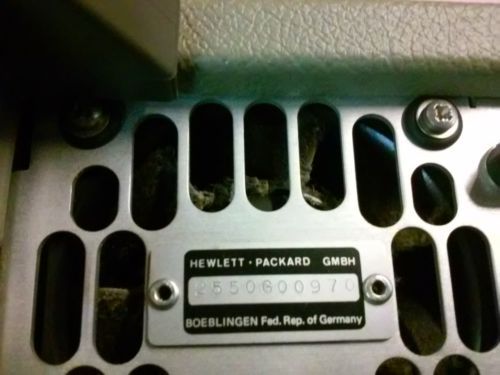 HEWLETT · PACKARD GMBH
2550G00970
BOEBLINGEN Fed. Rep. of Germany